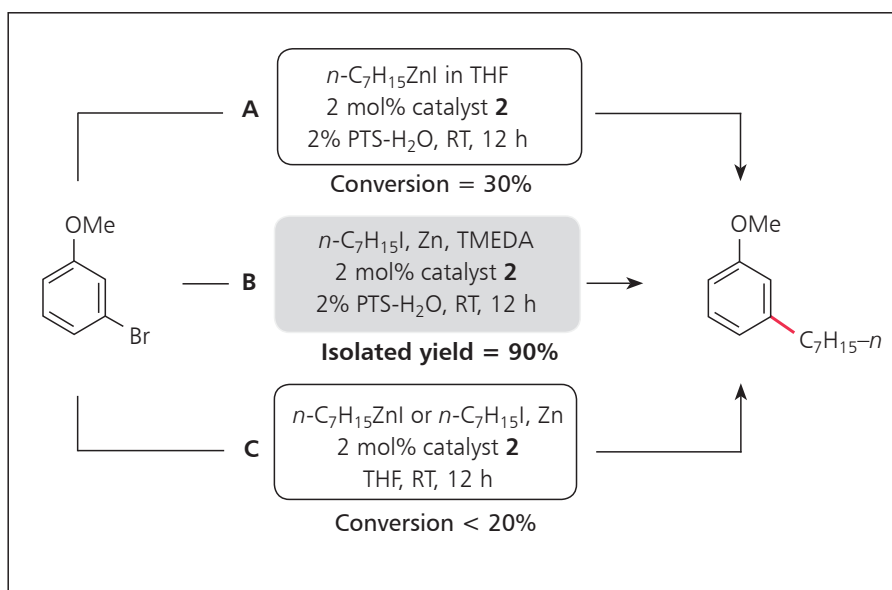 n-C₇H₁₅ZnI in THF
A
2 mol% catalyst 2
2% PTS-H₂O, RT, 12 h
Conversion = 30%
OMe
Br
n-C₇H₁₅I, Zn, TMEDA
B
2 mol% catalyst 2
2% PTS-H₂O, RT, 12 h
Isolated yield = 90%
OMe
C₇H₁₅–n
n-C₇H₁₅ZnI or n-C₇H₁₅I, Zn
C
2 mol% catalyst 2
THF, RT, 12 h
Conversion < 20%